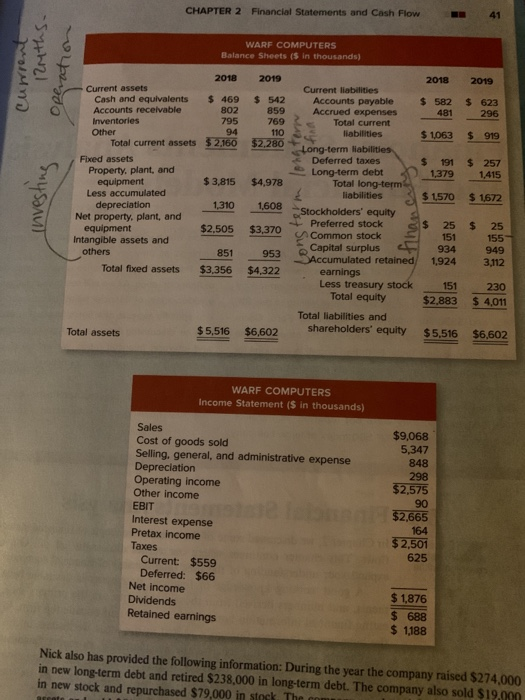 CHAPTER 2 Financial Statements and Cash Flow 41
current
12mths.
operation
investing
WARF COMPUTERS
Balance Sheets ($ in thousands)
2018 2019 2018 2019
Current assets Current liabilities
Cash and equivalents $ 469 $ 542 Accounts payable $ 582 $ 623
Accounts receivable 802 859 Accrued expenses 481 296
Inventories 795 769 Total current
Other 94 110 liabilities $ 1,063 $ 919
Total current assets $ 2,160 $2,280 Long-term liabilities
Fixed assets Deferred taxes $ 191 $ 257
Property, plant, and Long-term debt 1,379 1,415
equipment $ 3,815 $4,978 Total long-term
Less accumulated liabilities $ 1,570 $ 1,672
depreciation 1,310 1,608 Stockholders' equity
Net property, plant, and Preferred stock $ 25 $ 25
equipment $2,505 $3,370 Common stock 151 155
Intangible assets and Capital surplus 934 949
others 851 953 Accumulated retained 1,924 3,112
Total fixed assets $3,356 $4,322 earnings
Less treasury stock 151 230
Total equity $2,883 $ 4,011
Total liabilities and
Total assets $ 5,516 $6,602 shareholders' equity $5,516 $6,602
long term
financing
WARF COMPUTERS
Income Statement ($ in thousands)
Sales $9,068
Cost of goods sold 5,347
Selling, general, and administrative expense 848
Depreciation 298
Operating income $2,575
Other income 90
EBIT $2,665
Interest expense 164
Pretax income $ 2,501
Taxes 625
Current: $559
Deferred: $66
Net income $ 1,876
Dividends $ 688
Retained earnings $ 1,188
Nick also has provided the following information: During the year the company raised $274,000
in new long-term debt and retired $238,000 in long-term debt. The company also sold $19,000
in new stock and repurchased $79,000 in stock. The